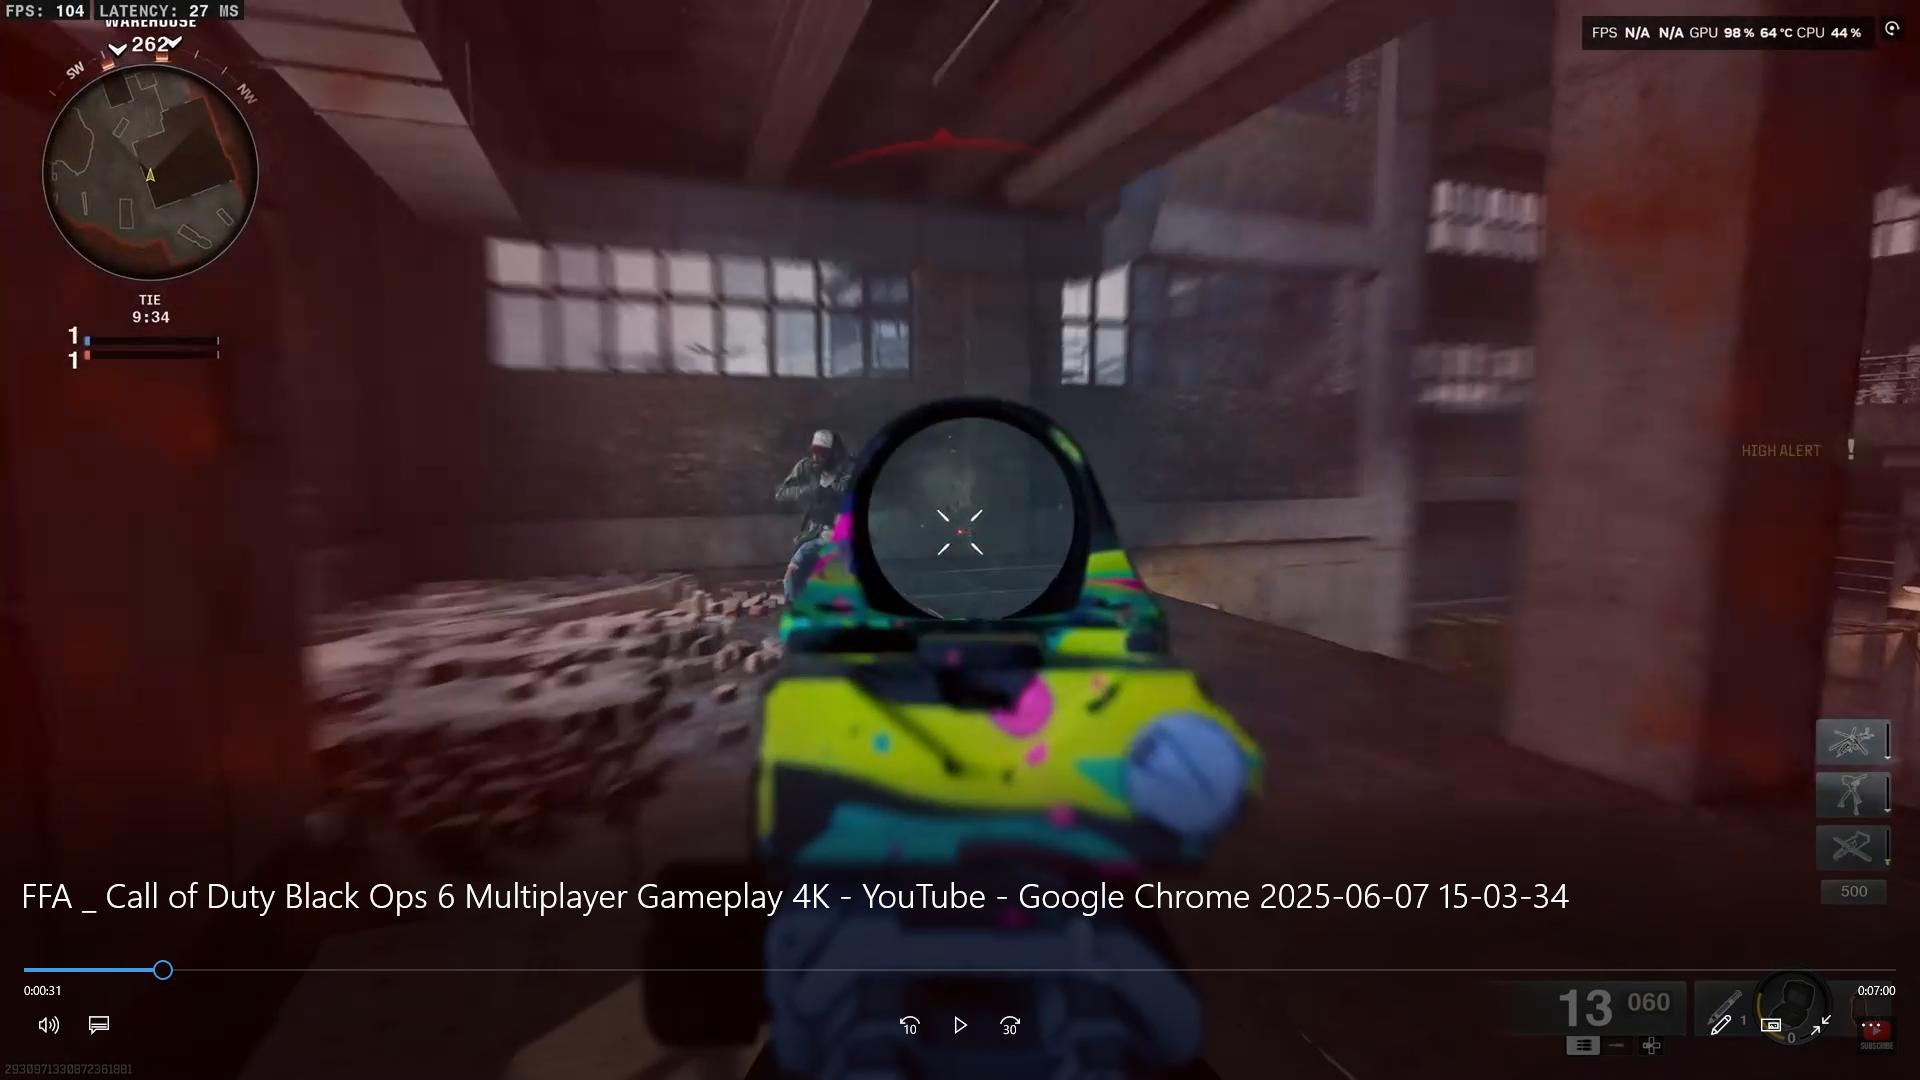 FPS: 104 LATENCY: 27 MS
FPS N/A N/A GPU 98% 64°C CPU 44%
WAREHOUSE
262
SW
NW
TIE
9:34
1
1
HIGH ALERT !
500
FFA _ Call of Duty Black Ops 6 Multiplayer Gameplay 4K - YouTube - Google Chrome 2025-06-07 15-03-34
0:00:31
0:07:00
13 060
1
0
10
30
SUBSCRIBE
2930971330872361881